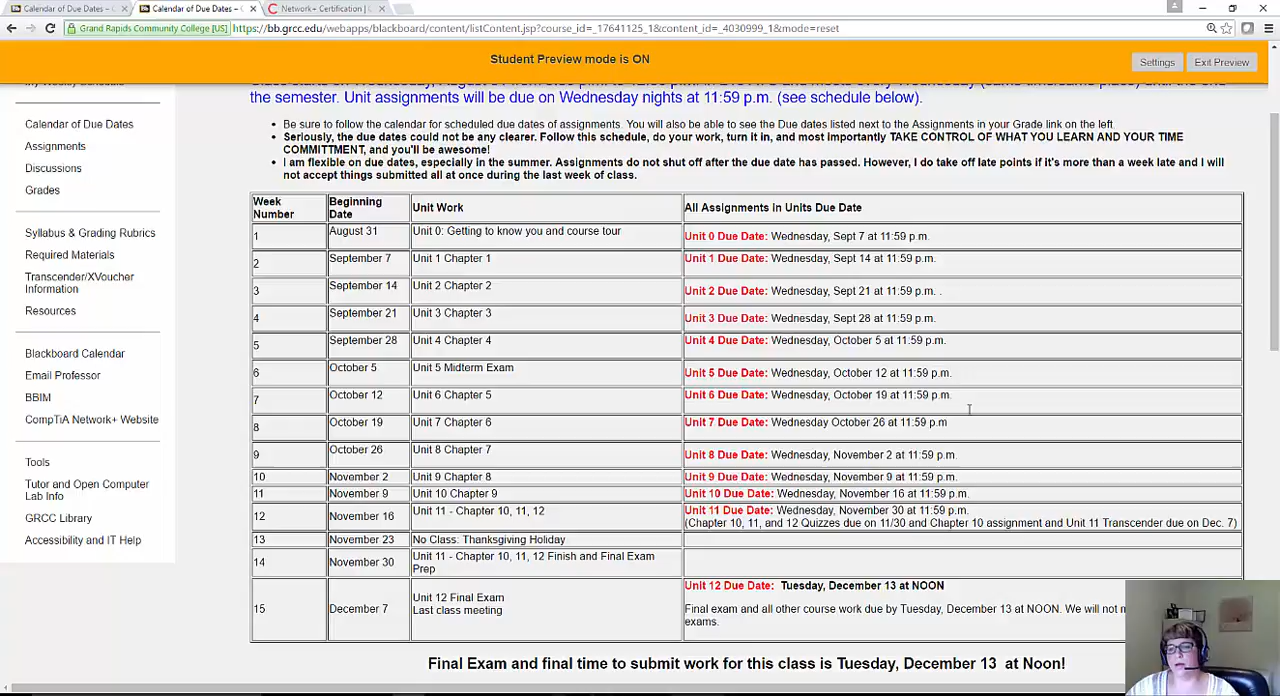 Calendar of Due Dates –
Calendar of Due Dates –
Network+ Certification |
Grand Rapids Community College [US]
https://bb.grcc.edu/webapps/blackboard/content/listContent.jsp?course_id=_17641125_1&content_id=_4030999_1&mode=reset
Student Preview mode is ON
Settings
Exit Preview
the semester. Unit assignments will be due on Wednesday nights at 11:59 p.m. (see schedule below).
Calendar of Due Dates
Assignments
Discussions
Grades
Syllabus & Grading Rubrics
Required Materials
Transcender/XVoucher
Information
Resources
Blackboard Calendar
Email Professor
BBIM
CompTiA Network+ Website
Tools
Tutor and Open Computer
Lab Info
GRCC Library
Accessibility and IT Help
• Be sure to follow the calendar for scheduled due dates of assignments. You will also be able to see the Due dates listed next to the Assignments in your Grade link on the left.
• Seriously, the due dates could not be any clearer. Follow this schedule, do your work, turn it in, and most importantly TAKE CONTROL OF WHAT YOU LEARN AND YOUR TIME
COMMITTMENT, and you'll be awesome!
• I am flexible on due dates, especially in the summer. Assignments do not shut off after the due date has passed. However, I do take off late points if it's more than a week late and I will
not accept things submitted all at once during the last week of class.
Week Number Beginning Date Unit Work All Assignments in Units Due Date
1 August 31 Unit 0: Getting to know you and course tour Unit 0 Due Date: Wednesday, Sept 7 at 11:59 p.m.
2 September 7 Unit 1 Chapter 1 Unit 1 Due Date: Wednesday, Sept 14 at 11:59 p.m.
3 September 14 Unit 2 Chapter 2 Unit 2 Due Date: Wednesday, Sept 21 at 11:59 p.m. .
4 September 21 Unit 3 Chapter 3 Unit 3 Due Date: Wednesday, Sept 28 at 11:59 p.m.
5 September 28 Unit 4 Chapter 4 Unit 4 Due Date: Wednesday, October 5 at 11:59 p.m.
6 October 5 Unit 5 Midterm Exam Unit 5 Due Date: Wednesday, October 12 at 11:59 p.m.
7 October 12 Unit 6 Chapter 5 Unit 6 Due Date: Wednesday, October 19 at 11:59 p.m.
8 October 19 Unit 7 Chapter 6 Unit 7 Due Date: Wednesday October 26 at 11:59 p.m
9 October 26 Unit 8 Chapter 7 Unit 8 Due Date: Wednesday, November 2 at 11:59 p.m.
10 November 2 Unit 9 Chapter 8 Unit 9 Due Date: Wednesday, November 9 at 11:59 p.m.
11 November 9 Unit 10 Chapter 9 Unit 10 Due Date: Wednesday, November 16 at 11:59 p.m.
12 November 16 Unit 11 - Chapter 10, 11, 12 Unit 11 Due Date: Wednesday, November 30 at 11:59 p.m.
(Chapter 10, 11, and 12 Quizzes due on 11/30 and Chapter 10 assignment and Unit 11 Transcender due on Dec. 7)
13 November 23 No Class: Thanksgiving Holiday
14 November 30 Unit 11 - Chapter 10, 11, 12 Finish and Final Exam
Prep
15 December 7 Unit 12 Final Exam
Last class meeting
Unit 12 Due Date: Tuesday, December 13 at NOON
Final exam and all other course work due by Tuesday, December 13 at NOON. We will not
exams.
Final Exam and final time to submit work for this class is Tuesday, December 13 at Noon!